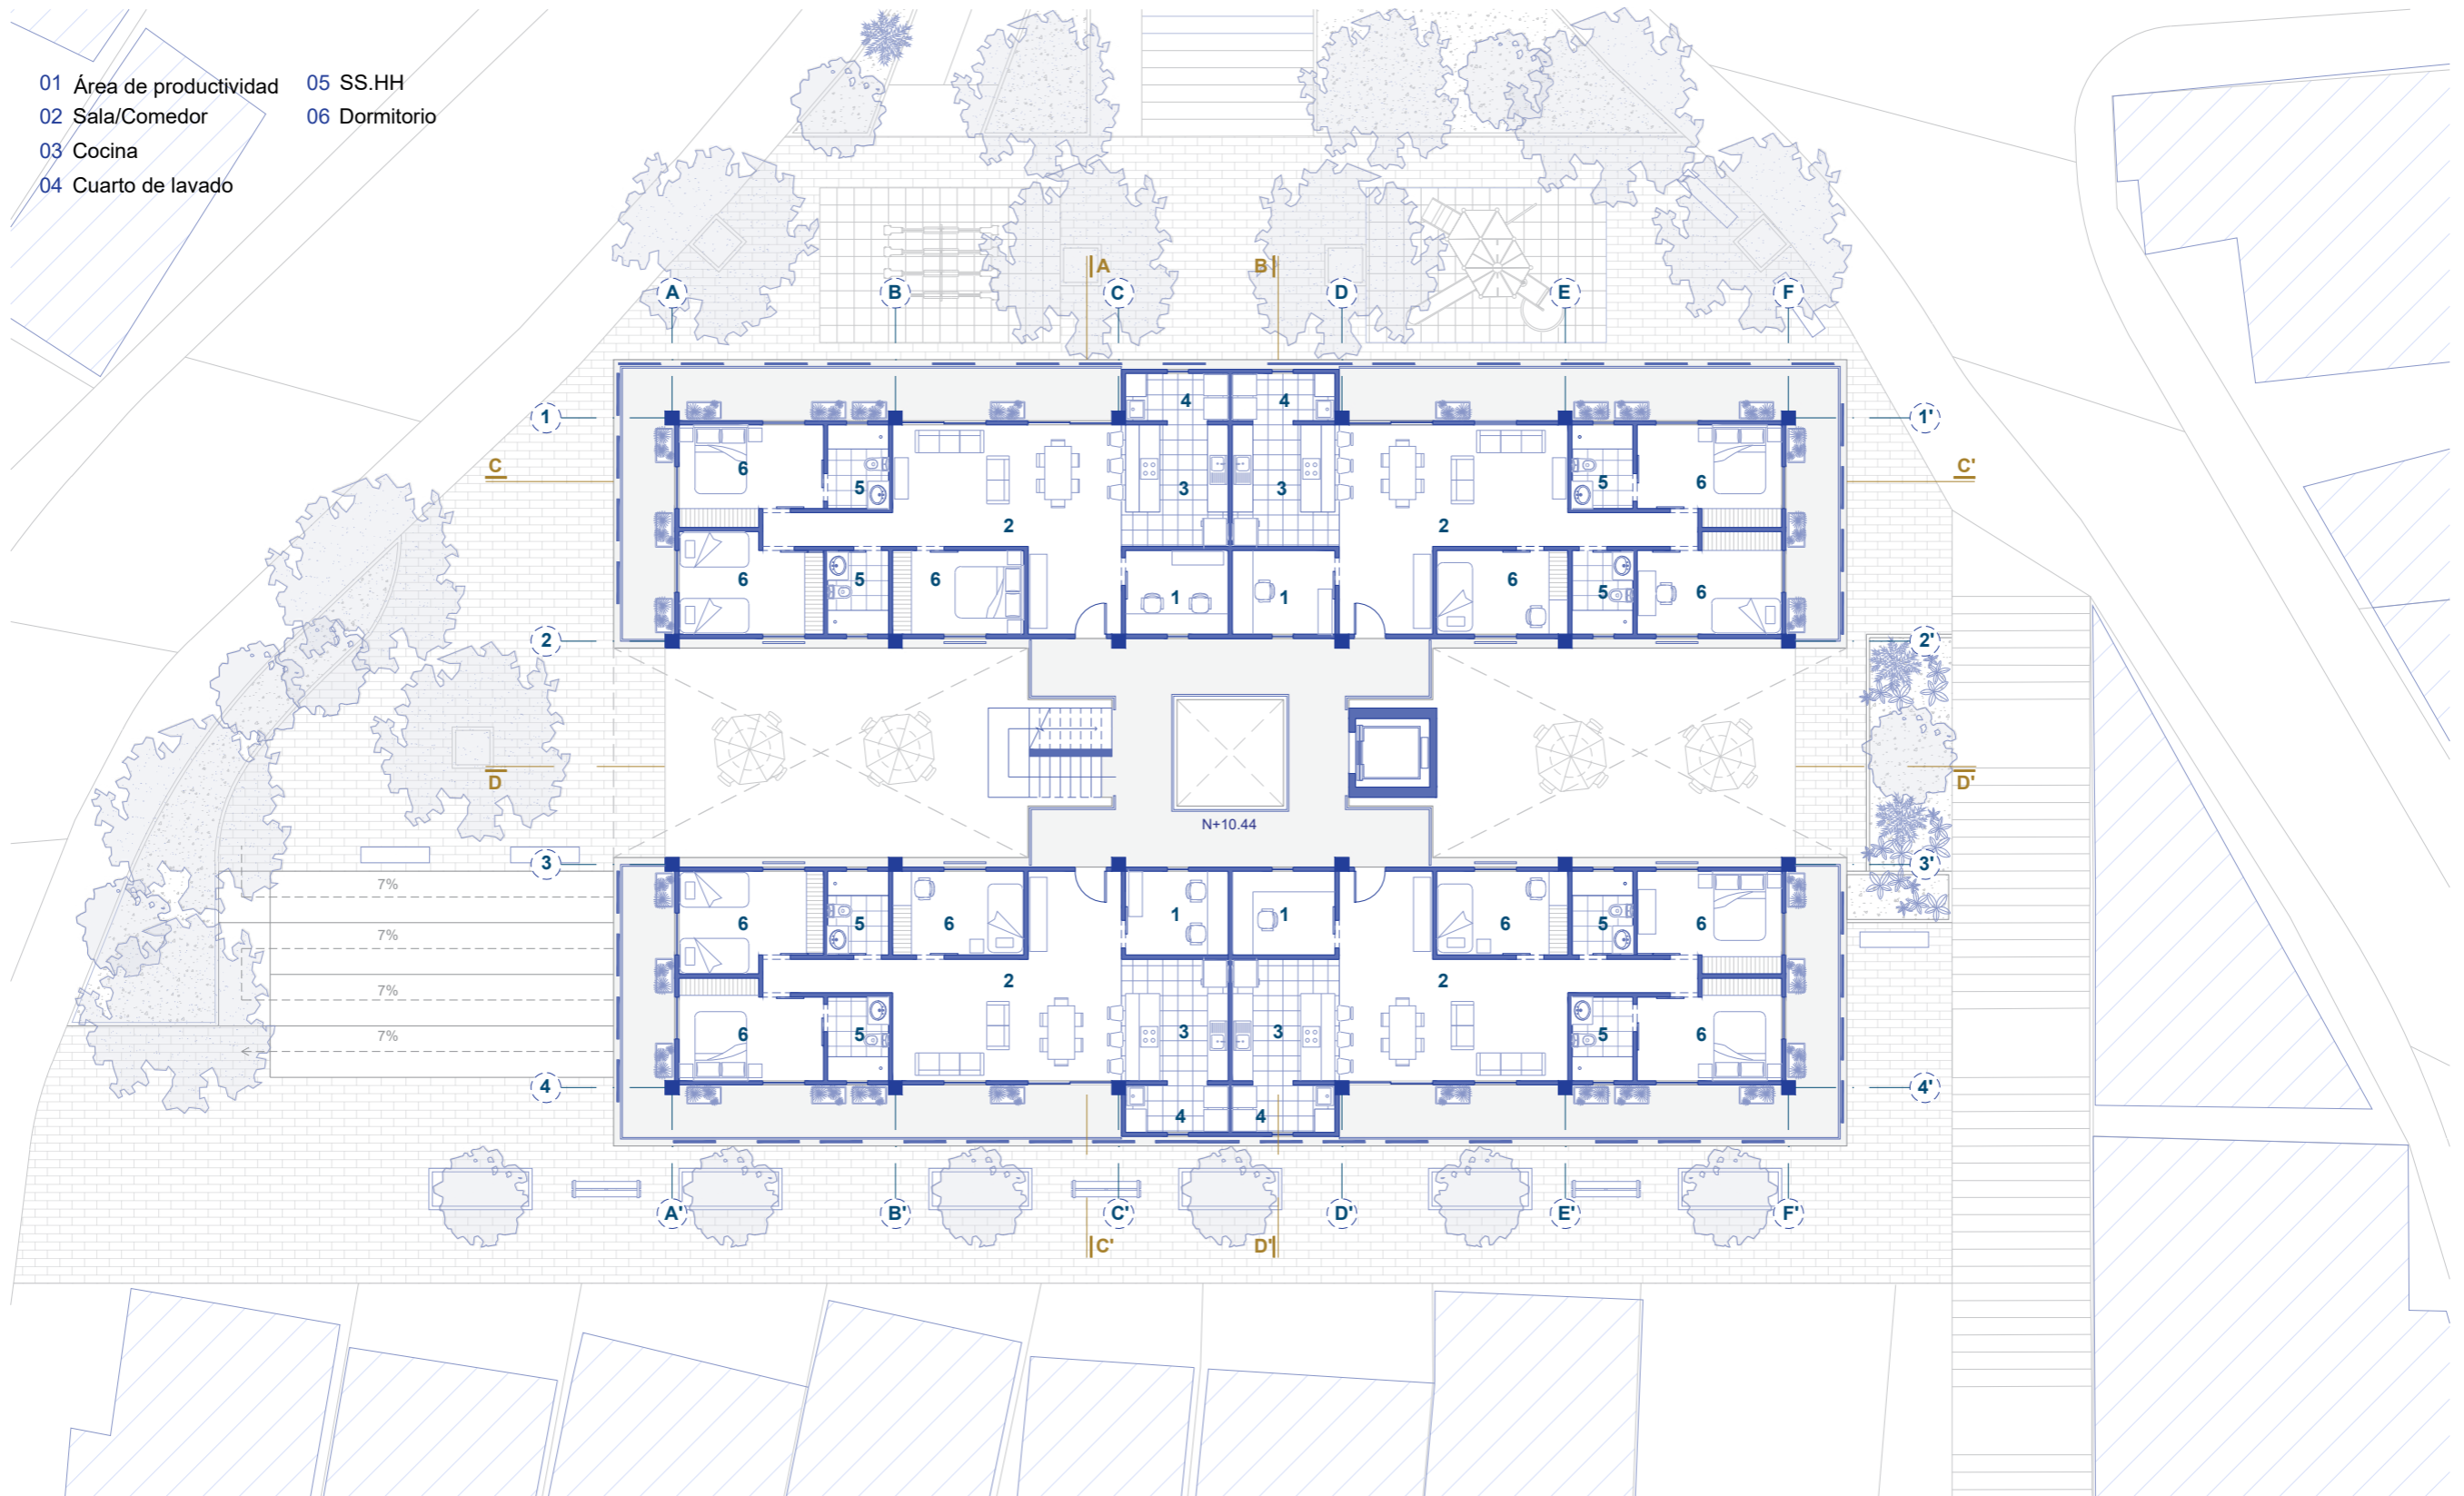 01 Área de productividad 05 SS.HH
02 Sala/Comedor 06 Dormitorio
03 Cocina
04 Cuarto de lavado
A B
A B C D E F
4 4
1 1'
C C'
6 5 3 3 5 6
2 2
6 5 6 1 1 6 5 6
2 2'
D D'
N+10.44
3 3'
7%
6 5 6 1 1 6 5 6
7%
2 2
7%
6 5 3 3 5 6
7%
4 4'
4 4
A' B' C' D' E' F'
C' D'